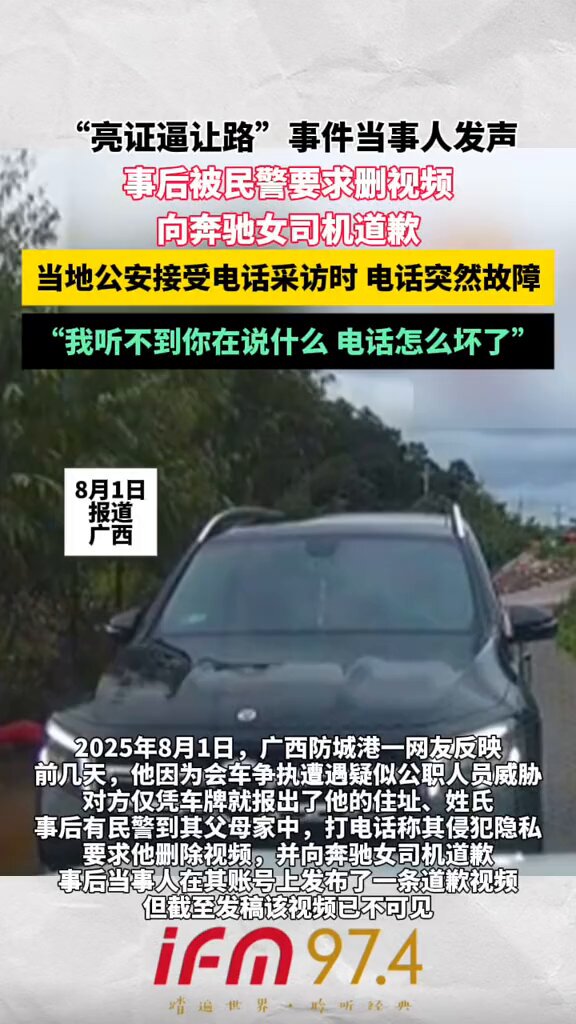 “亮证逼让路”事件当事人发声
事后被民警要求删视频
向奔驰女司机道歉
当地公安接受电话采访时 电话突然故障
“我听不到你在说什么 电话怎么坏了”
8月1日
报道
广西
2025年8月1日，广西防城港一网友反映
前几天，他因为会车争执遭遇疑似公职人员威胁
对方仅凭车牌就报出了他的住址、姓氏
事后有民警到其父母家中，打电话称其侵犯隐私
要求他删除视频，并向奔驰女司机道歉
事后当事人在其账号上发布了一条道歉视频
但截至发稿该视频已不可见
iFM 97.4
踏遍世界·聆听经典